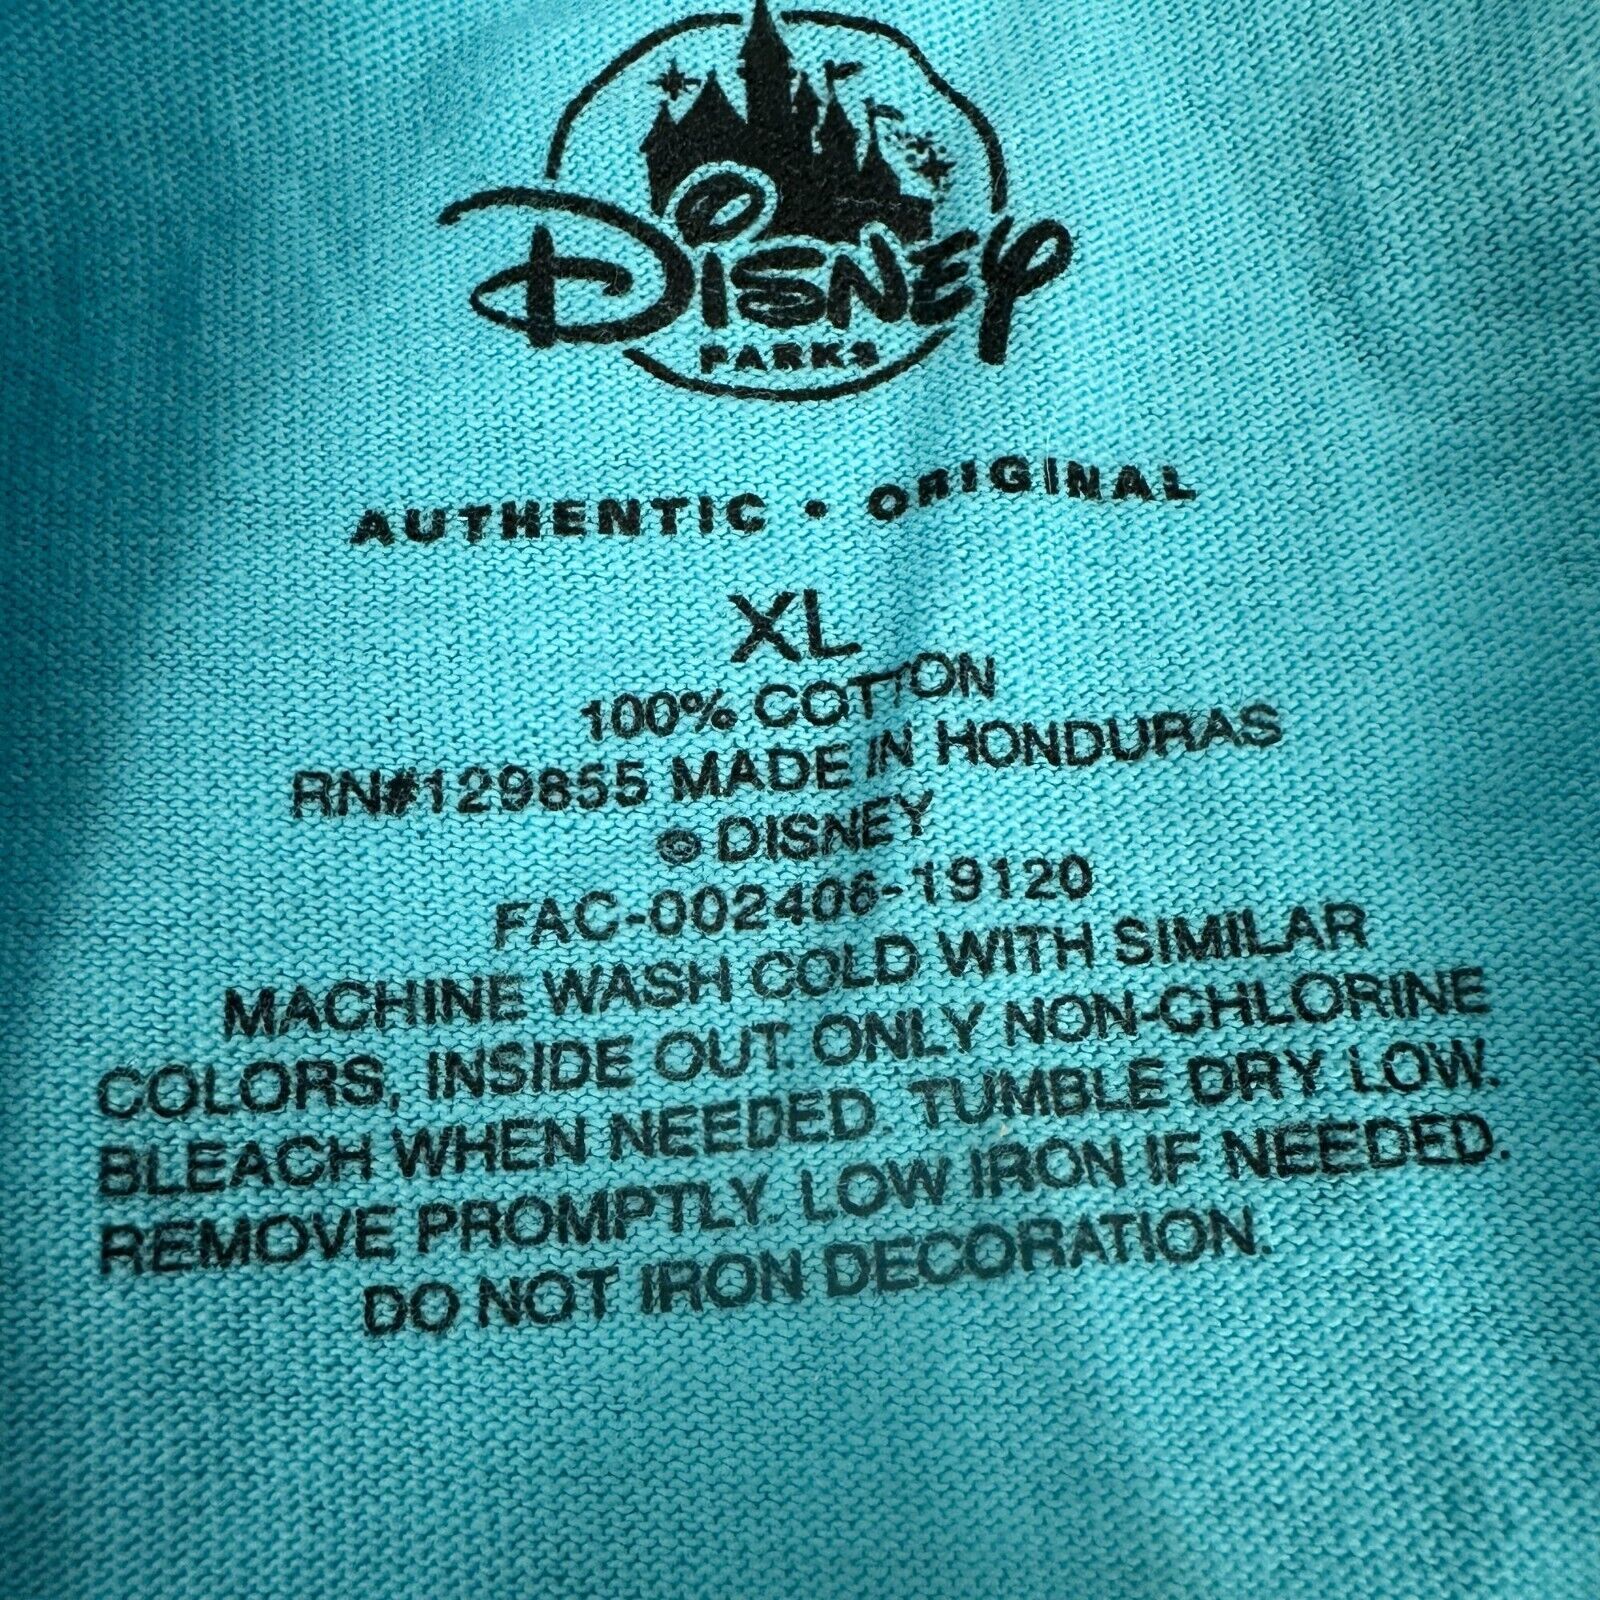 Disney
PARKS
AUTHENTIC • ORIGINAL
XL
100% COTTON
RN#129855 MADE IN HONDURAS
© DISNEY
FAC-002406-19120
MACHINE WASH COLD WITH SIMILAR
COLORS, INSIDE OUT. ONLY NON-CHLORINE
BLEACH WHEN NEEDED. TUMBLE DRY LOW.
REMOVE PROMPTLY. LOW IRON IF NEEDED.
DO NOT IRON DECORATION.